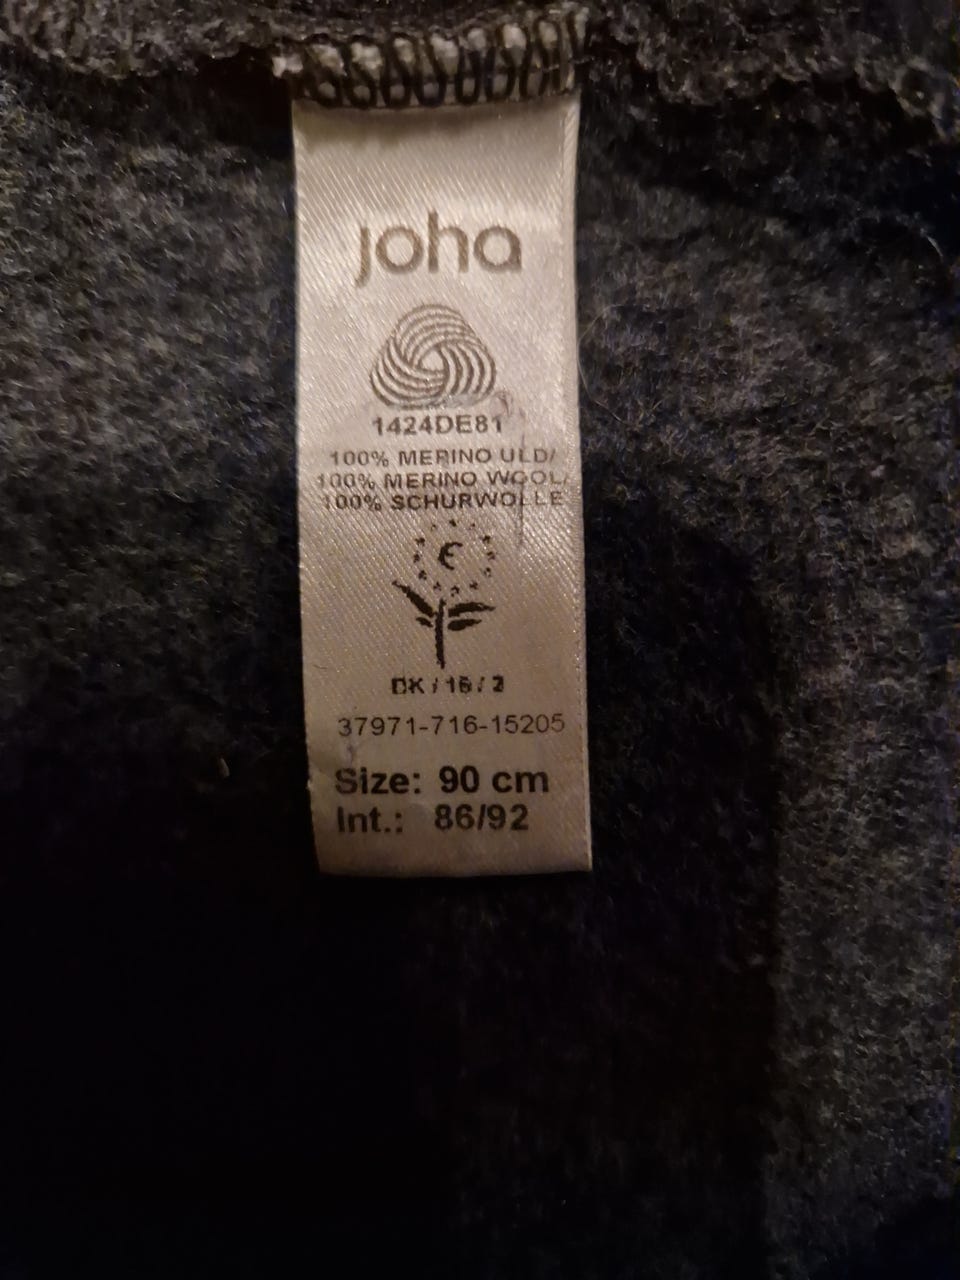 joha
1424DE81
100% MERINO ULD/
100% MERINO WOOL/
100% SCHURWOLLE
€
DK / 16 / 2
37971-716-15205
Size: 90 cm
Int.: 86/92